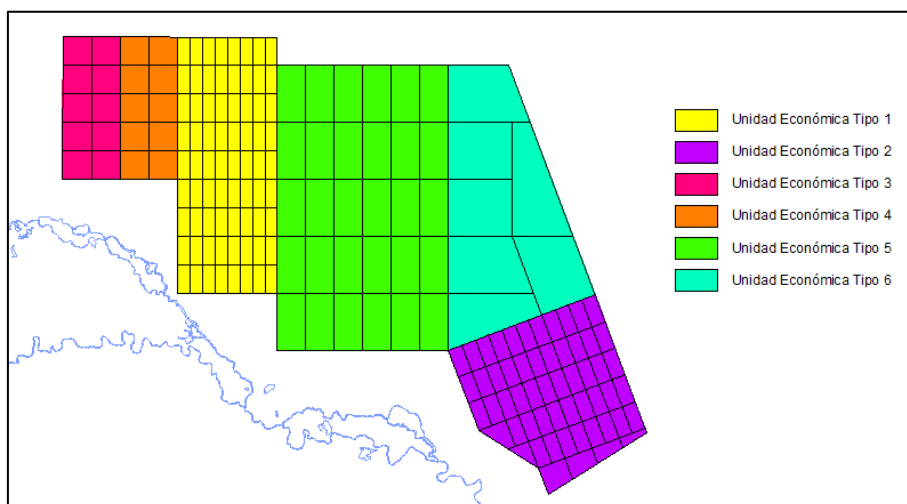 Unidad Económica Tipo 1
Unidad Económica Tipo 2
Unidad Económica Tipo 3
Unidad Económica Tipo 4
Unidad Económica Tipo 5
Unidad Económica Tipo 6